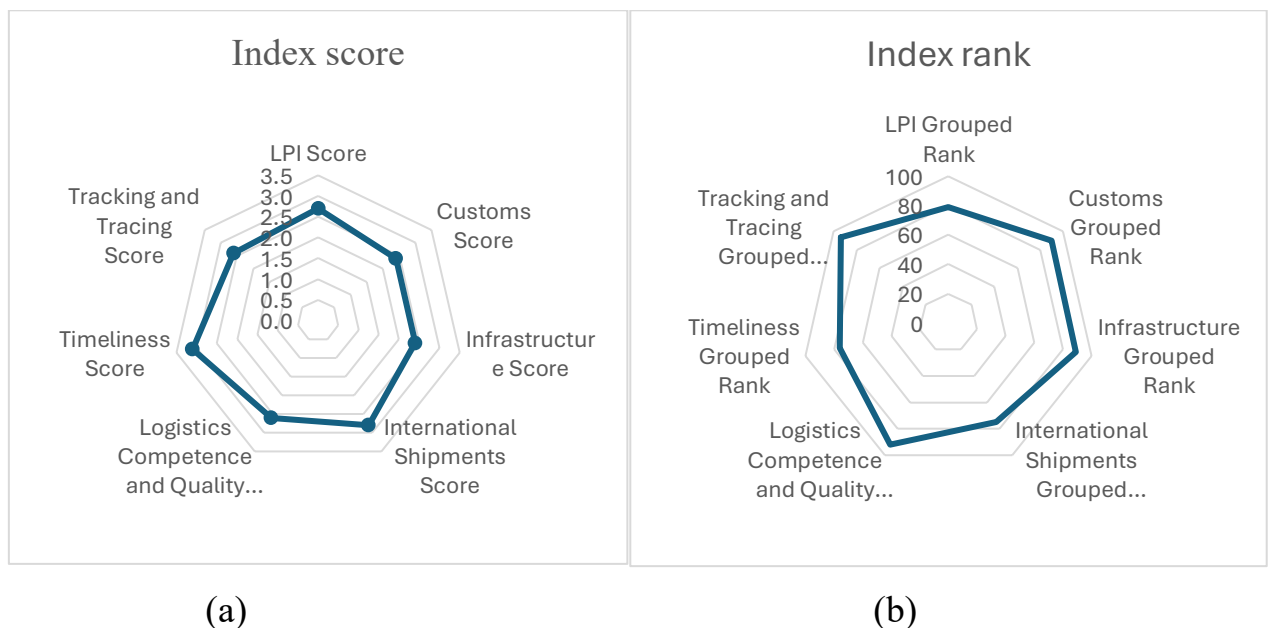 Index score
LPI Score
3.5
3.0
2.5
2.0
1.5
1.0
0.5
0.0
Customs
Score
Infrastructur
e Score
International
Shipments
Score
Logistics
Competence
and Quality...
Timeliness
Score
Tracking and
Tracing
Score
(a)
Index rank
LPI Grouped
Rank
100
80
60
40
20
0
Customs
Grouped
Rank
Infrastructure
Grouped
Rank
International
Shipments
Grouped...
Logistics
Competence
and Quality...
Timeliness
Grouped
Rank
Tracking and
Tracing
Grouped...
(b)